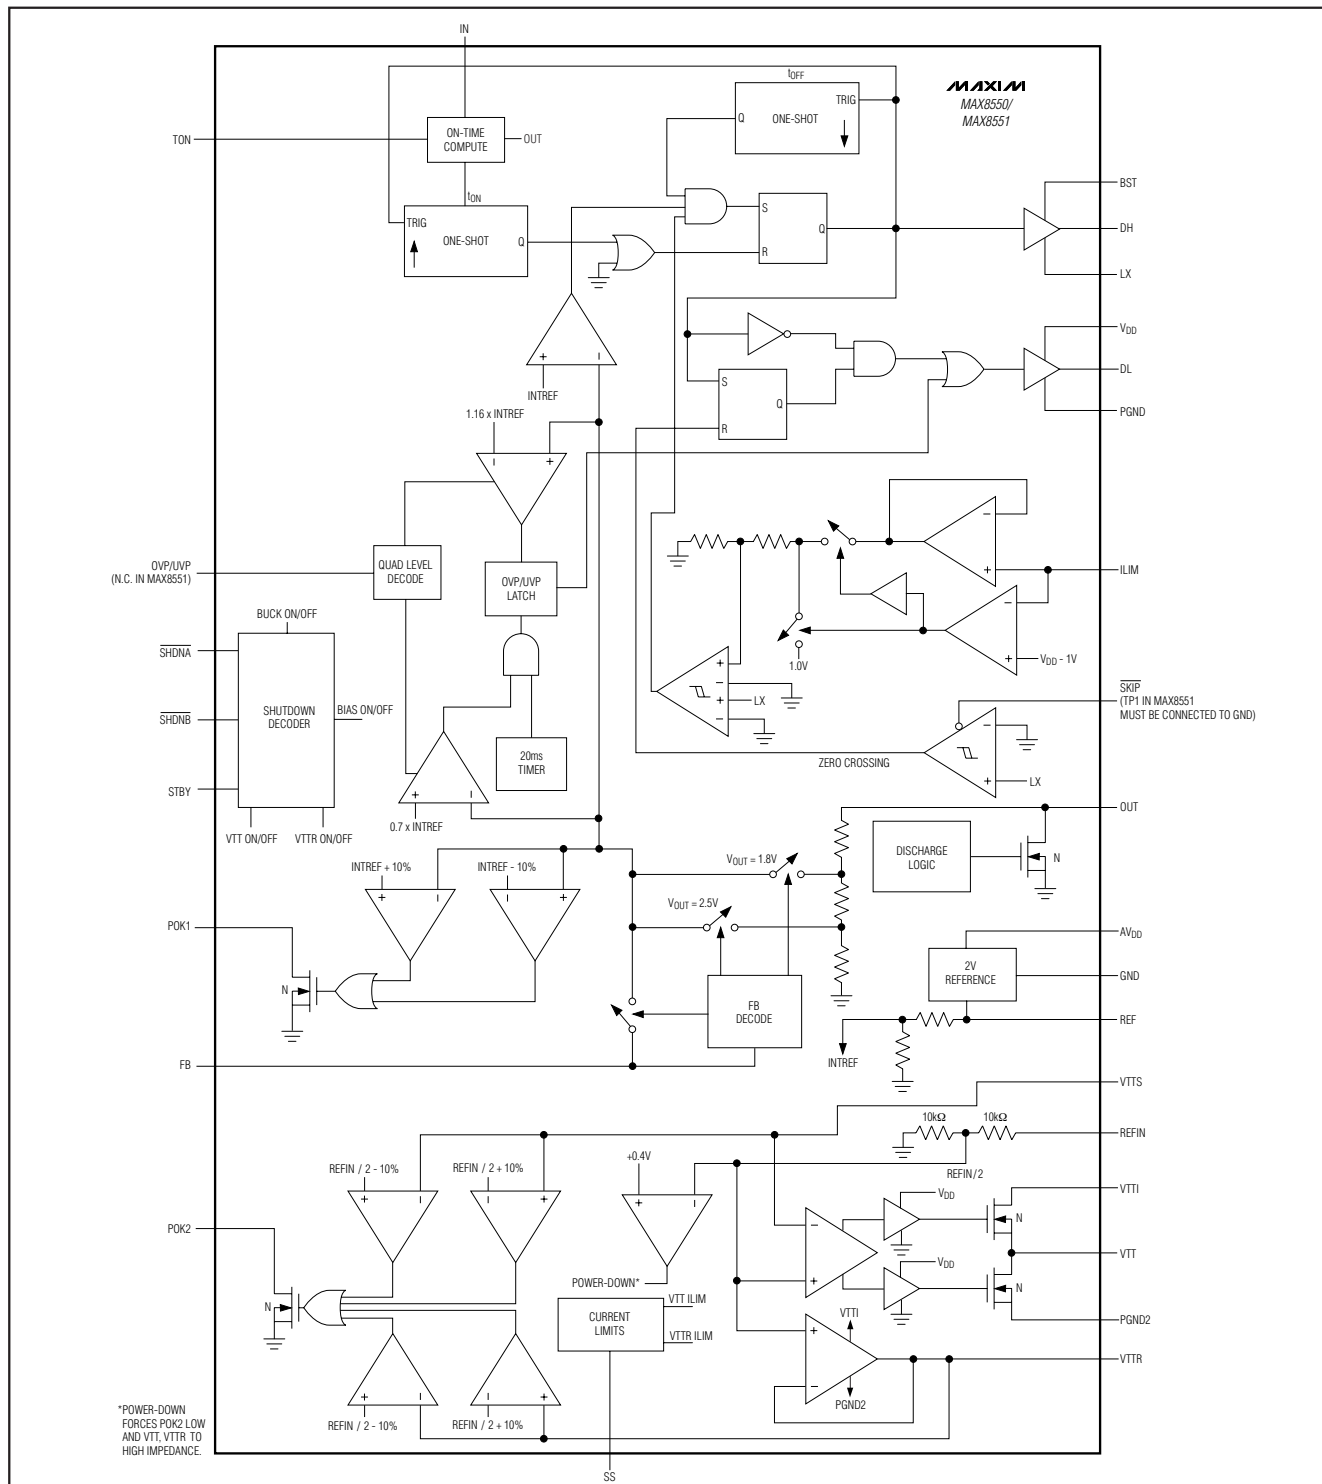 IN
tOFF
MAXIM
MAX8550/
MAX8551
TRIG
Q
ONE-SHOT
TON
ON-TIME
COMPUTE
OUT
tON
TRIG
ONE-SHOT
Q
S
Q
R
BST
DH
LX
+
−
INTREF
VDD
DL
PGND
S
Q
R
1.16 x INTREF
−
+
OVP/UVP
(N.C. IN MAX8551)
QUAD LEVEL
DECODE
OVP/UVP
LATCH
−
+
ILIM
−
+
VDD - 1V
1.0V
BUCK ON/OFF
SHDNA
SHDNB
STBY
SHUTDOWN
DECODER
BIAS ON/OFF
VTT ON/OFF
VTTR ON/OFF
20ms
TIMER
+
−
0.7 x INTREF
+
−
+
−
LX
SKIP
(TP1 IN MAX8551
MUST BE CONNECTED TO GND)
−
+
LX
ZERO CROSSING
OUT
DISCHARGE
LOGIC
N
INTREF + 10%
INTREF - 10%
+
−
−
+
VOUT = 1.8V
VOUT = 2.5V
POK1
N
FB
DECODE
AVDD
2V
REFERENCE
GND
REF
INTREF
FB
VTTS
10kΩ
10kΩ
REFIN
REFIN/2
REFIN / 2 - 10%
REFIN / 2 + 10%
+0.4V
+
−
−
+
+
−
VTTI
VDD
N
−
+
VTT
VDD
N
PGND2
POK2
N
POWER-DOWN*
CURRENT
LIMITS
VTT ILIM
VTTR ILIM
VTTI
+
−
PGND2
VTTR
+
−
−
+
REFIN / 2 - 10%
REFIN / 2 + 10%
*POWER-DOWN
FORCES POK2 LOW
AND VTT, VTTR TO
HIGH IMPEDANCE.
SS